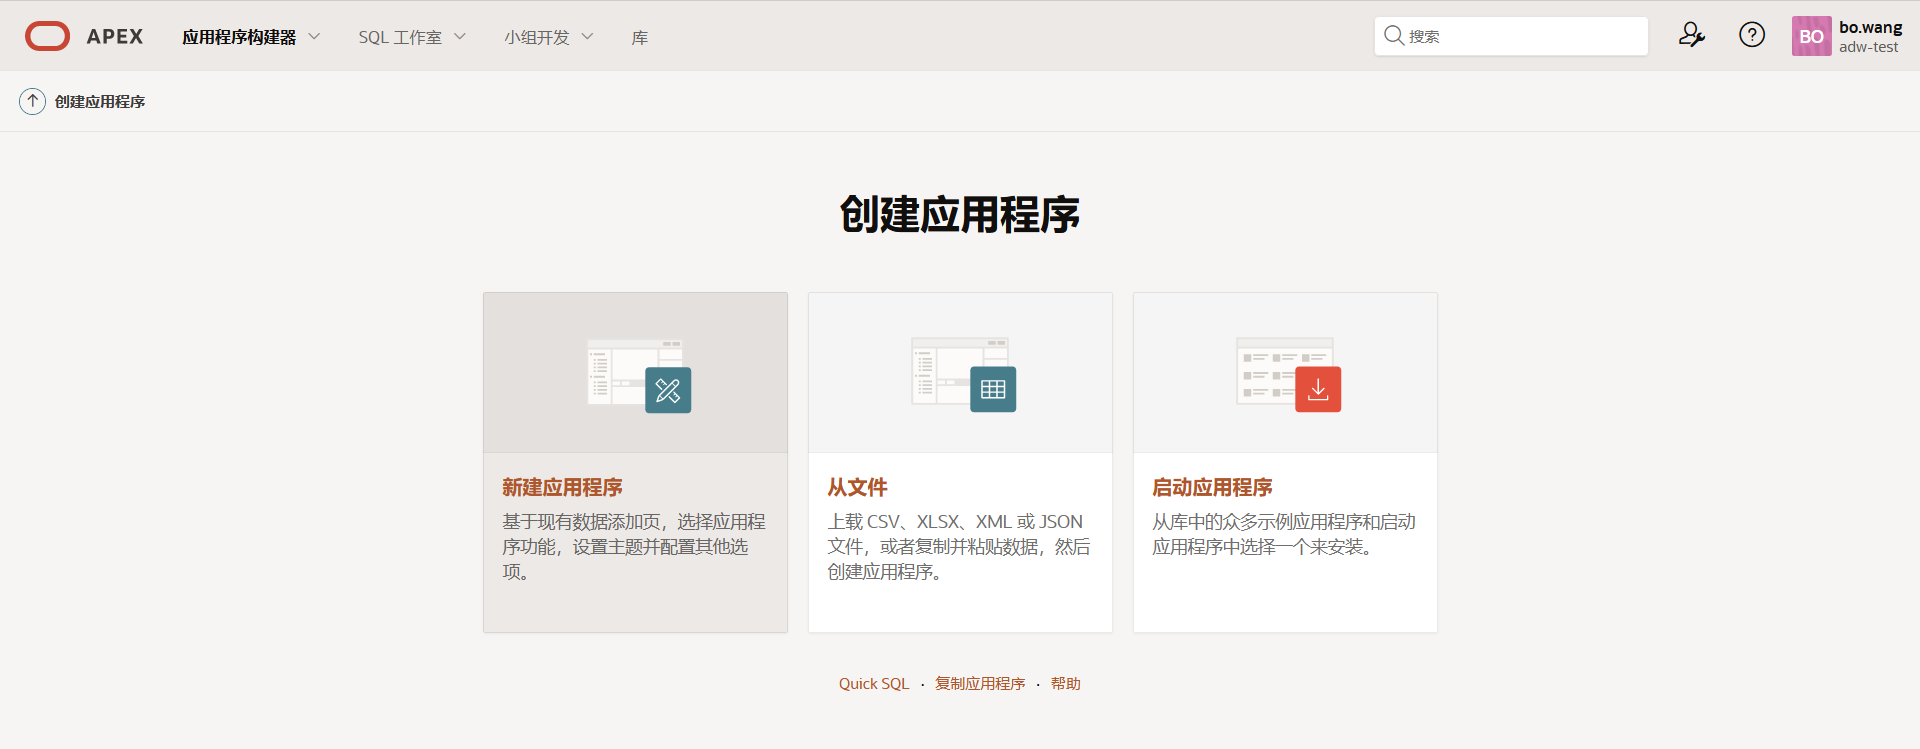 APEX 应用程序构建器 SQL 工作室 小组开发 库 搜索 ? BO bo.wang
adw-test
创建应用程序
创建应用程序
新建应用程序
基于现有数据添加页，选择应用程
序功能，设置主题并配置其他选
项。
从文件
上载 CSV、XLSX、XML 或 JSON
文件，或者复制并粘贴数据，然后
创建应用程序。
启动应用程序
从库中的众多示例应用程序和启动
应用程序中选择一个来安装。
Quick SQL · 复制应用程序 · 帮助